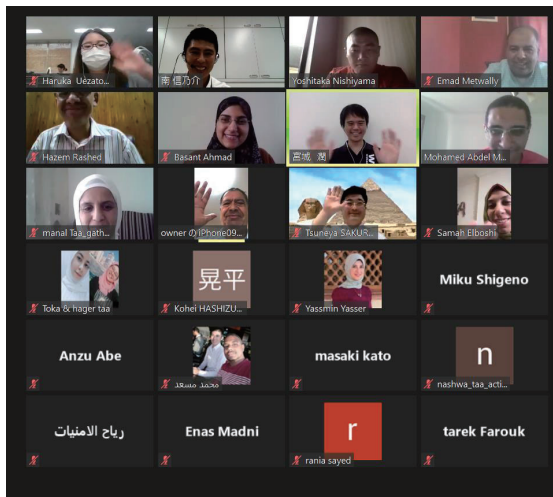 Haruka Uezato...
南 信乃介
Yoshitaka Nishiyama
Emad Metwally
Hazem Rashed
Basant Ahmad
宮城 潤
Mohamed Abdel M...
manal Taa_gath...
owner の iPhone09...
Tsuneya SAKUR...
Samah Elboshi
Toka & hager taa
晃平
Kohei HASHIZU...
Yassmin Yasser
Miku Shigeno
Anzu Abe
محمد مسعد
masaki kato
n
nashwa_taa_acti...
رياح الامنيات
Enas Madni
r
rania sayed
tarek Farouk